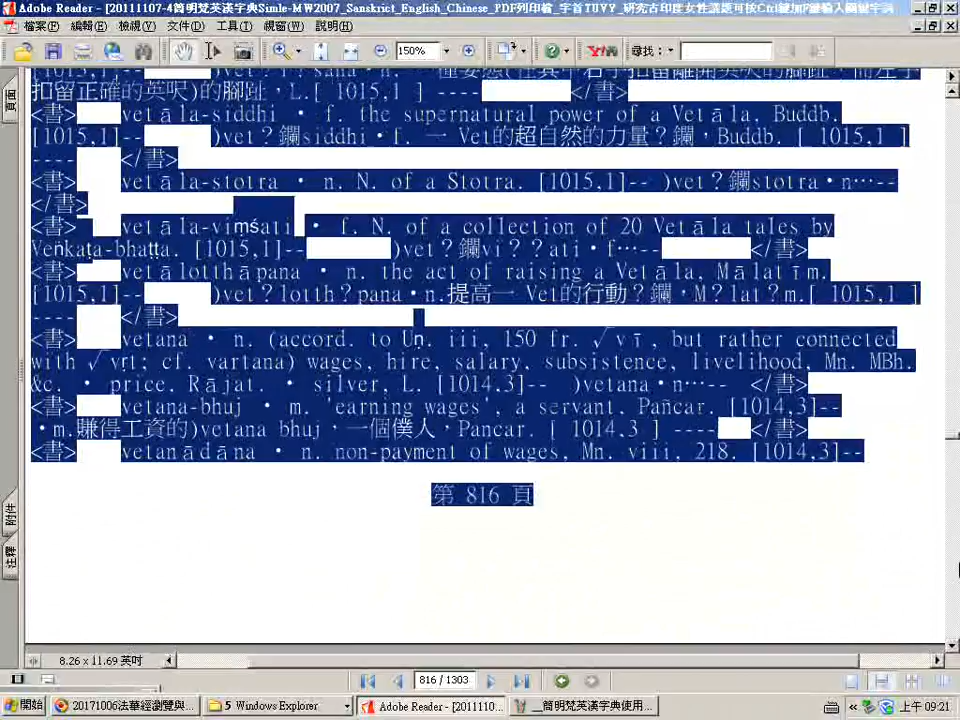 Adobe Reader - [20111107-4簡明梵英漢字典Simle-MW2007_Sanskrict_English_Chinese_PDF列印檔_字首TUVY_研究古印度女性議題可按Ctrl鍵加F鍵輸入關鍵字詞
檔案(F) 編輯(E) 檢視(V) 文件(D) 工具(T) 視窗(W) 說明(H)
150% 尋找：
頁面
扣留正確的英呎)的腳趾，L.[ 1015,1 ] ---- </書>
<書> vetāla-siddhi • f. the supernatural power of a Vetāla, Buddb.
[1015,1]-- )vet？鑭siddhi•f. 一 Vet的超自然的力量？鑭，Buddb. [ 1015,1 ]
---- </書>
<書> vetāla-stotra • n. N. of a Stotra. [1015,1]-- )vet？鑭stotra•n…--
</書>
<書> vetāla-viṃśati • f. N. of a collection of 20 Vetāla tales by
Veṅkaṭa-bhaṭṭa. [1015,1]-- )vet？鑭vi？？ati•f…-- </書>
<書> vetālotthāpana • n. the act of raising a Vetāla, Mālatīm.
[1015,1]-- )vet？lotth？pana•n.提高一 Vet的行動？鑭，M？lat？m.[ 1015,1 ]
---- </書>
<書> vetana • n. (accord. to Uṇ. iii, 150 fr. √vī, but rather connected
with √vṛt; cf. vartana) wages, hire, salary, subsistence, livelihood, Mn. MBh.
&c. • price, Rājat. • silver, L. [1014,3]-- )vetana•n…-- </書>
<書> vetana-bhuj • m. 'earning wages', a servant, Pañcar. [1014,3]--
•m.賺得工資的)vetana bhuj，一個僕人，Pancar. [ 1014,3 ] ---- </書>
<書> vetanādāna • n. non-payment of wages, Mn. viii, 218. [1014,3]--
第 816 頁
附件
注釋
8.26 x 11.69 英吋
816 / 1303
開始 20171006法華經瀏覽與... 5 Windows Explorer Adobe Reader - [2011110... __簡明梵英漢字典使用... 上午 09:21